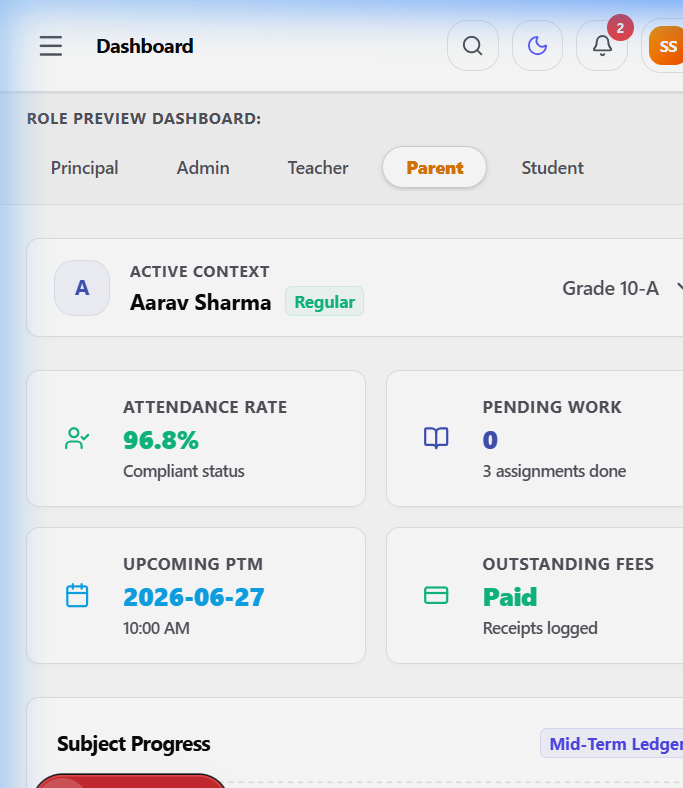 Dashboard
2
SS
ROLE PREVIEW DASHBOARD:
Principal Admin Teacher Parent Student
A
ACTIVE CONTEXT
Aarav Sharma Regular
Grade 10-A
ATTENDANCE RATE
96.8%
Compliant status
PENDING WORK
0
3 assignments done
UPCOMING PTM
2026-06-27
10:00 AM
OUTSTANDING FEES
Paid
Receipts logged
Subject Progress
Mid-Term Ledger